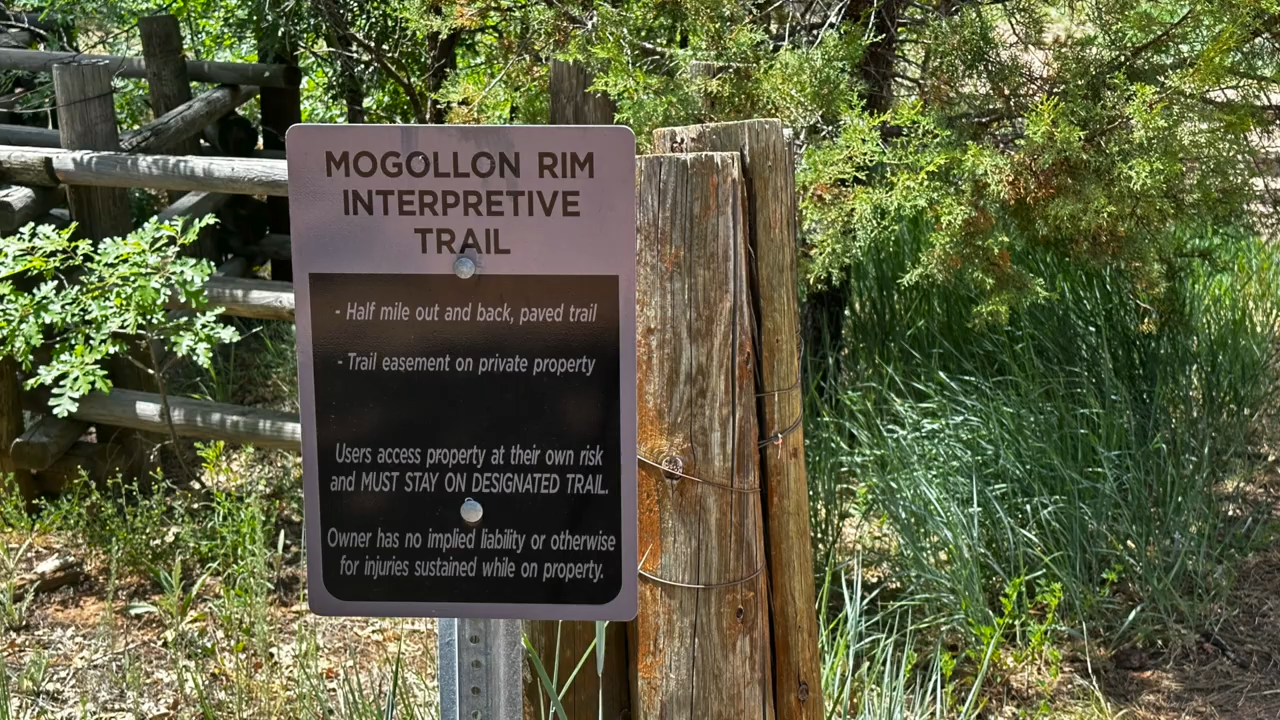 MOGOLLON RIM
INTERPRETIVE
TRAIL
- Half mile out and back, paved trail
- Trail easement on private property
Users access property at their own risk
and MUST STAY ON DESIGNATED TRAIL.
Owner has no implied liability or otherwise
for injuries sustained while on property.